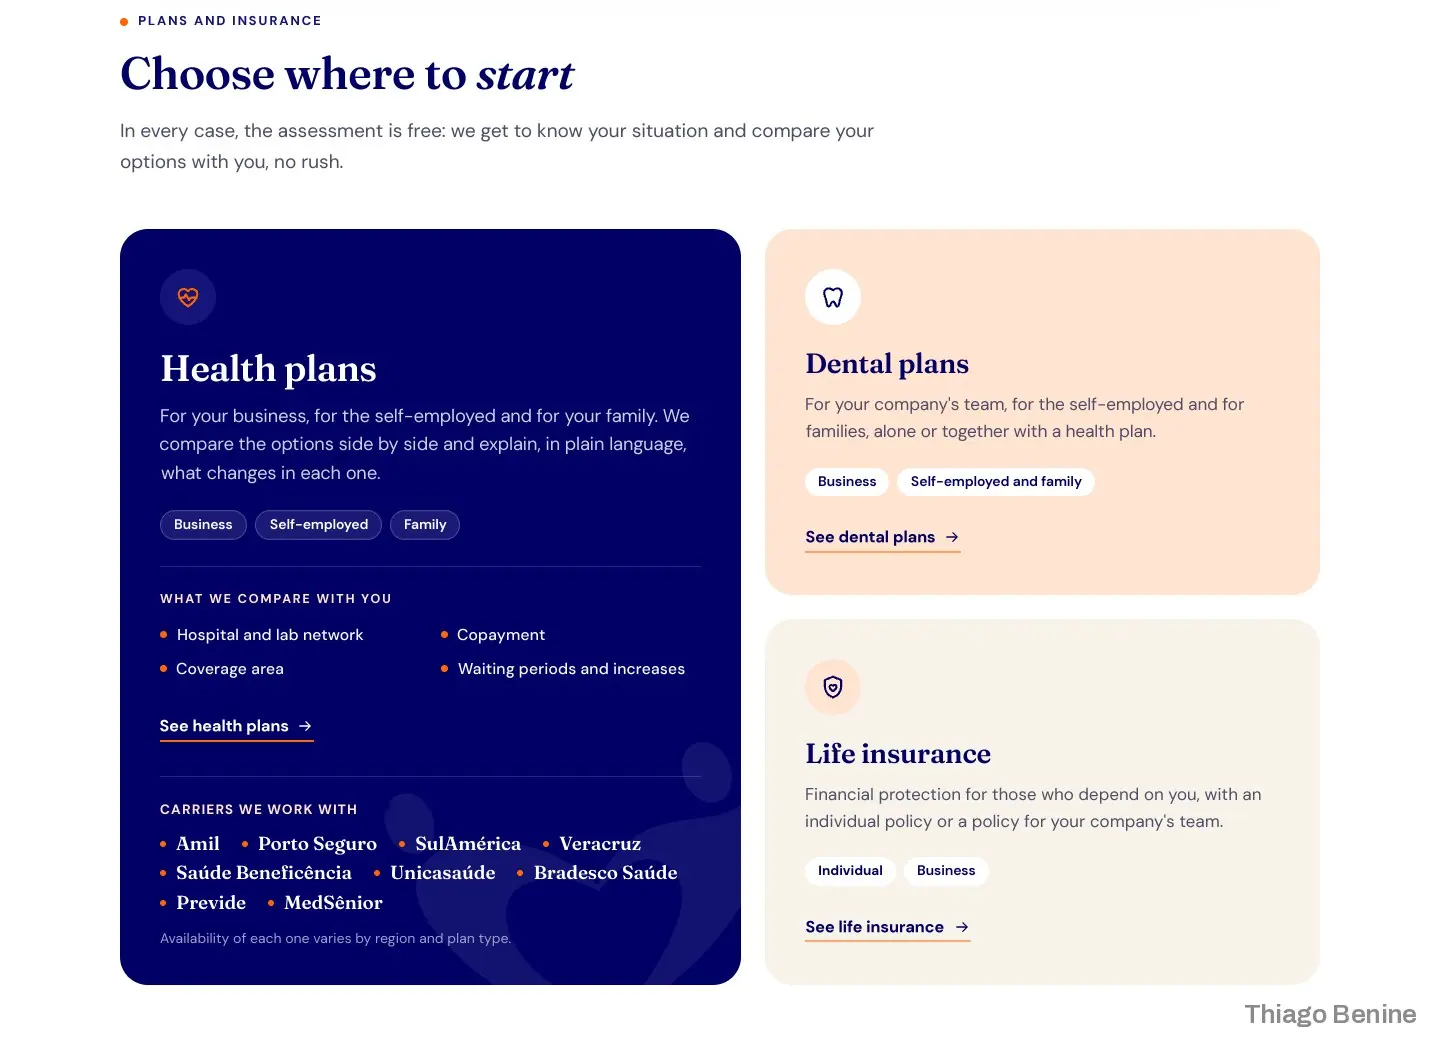 PLANS AND INSURANCE
Choose where to start
In every case, the assessment is free: we get to know your situation and compare your
options with you, no rush.
Health plans
For your business, for the self-employed and for your family. We
compare the options side by side and explain, in plain language,
what changes in each one.
Business Self-employed Family
WHAT WE COMPARE WITH YOU
Hospital and lab network Copayment
Coverage area Waiting periods and increases
See health plans →
CARRIERS WE WORK WITH
Amil Porto Seguro SulAmérica Veracruz
Saúde Beneficência Unicasaúde Bradesco Saúde
Previde MedSênior
Availability of each one varies by region and plan type.
Dental plans
For your company's team, for the self-employed and for
families, alone or together with a health plan.
Business Self-employed and family
See dental plans →
Life insurance
Financial protection for those who depend on you, with an
individual policy or a policy for your company's team.
Individual Business
See life insurance →
Thiago Benine